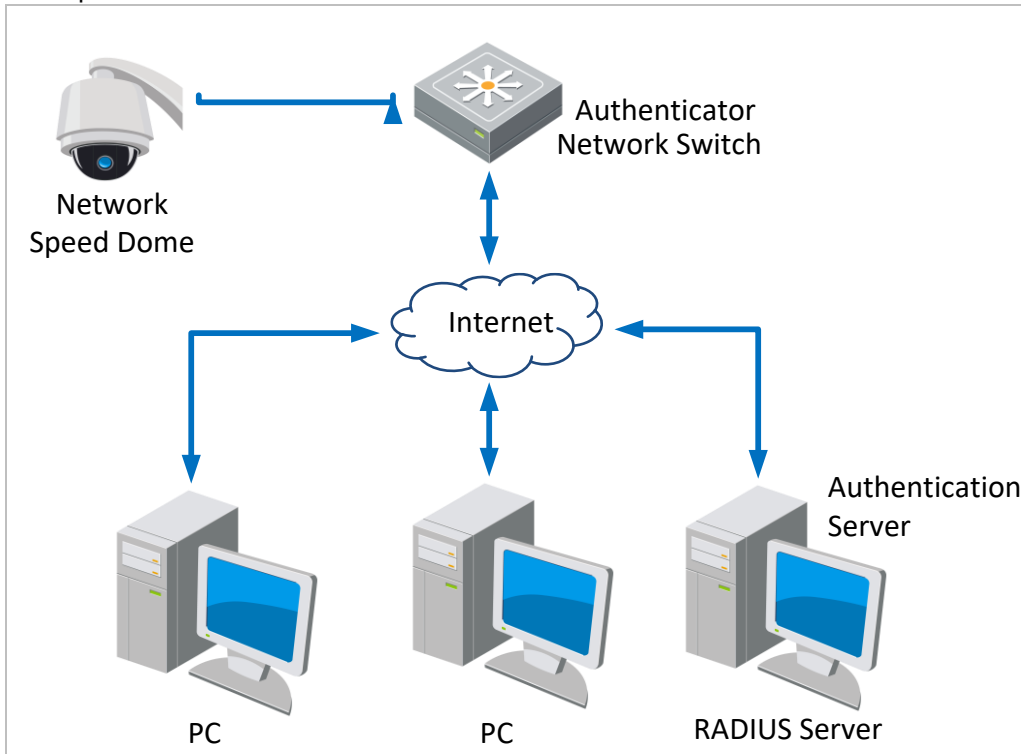 Authenticator
Network Switch
Network
Speed Dome
Internet
Authentication
Server
PC
PC
RADIUS Server